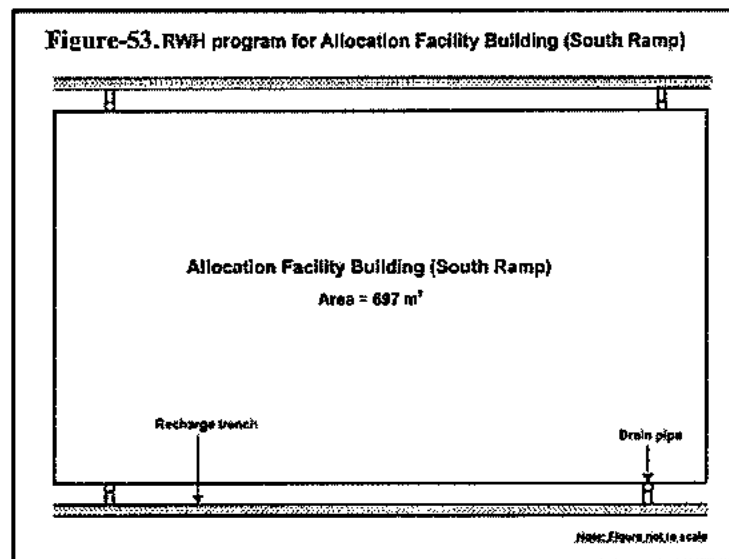 Figure-53. RWH program for Allocation Facility Building (South Ramp)
Allocation Facility Building (South Ramp)
Area = 697 m²
Recharge trench
Drain pipe
Note: Figure not to scale